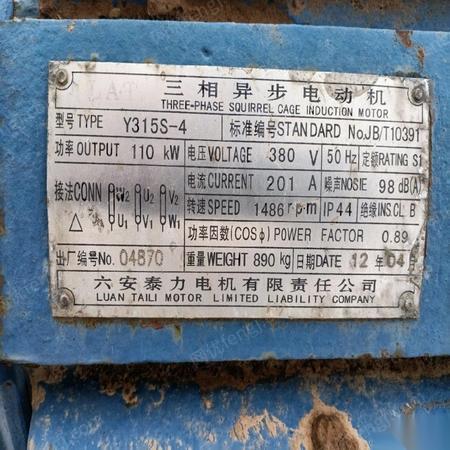 LAT 三相异步电动机
THREE-PHASE SQUIRREL CAGE INDUCTION MOTOR
型号TYPE Y315S-4 标准编号STANDARD No.JB/T10391
功率OUTPUT 110 kW 电压VOLTAGE 380 V 50Hz 定额RATING S1
接法CONN W2 U2 V2 电流CURRENT 201 A 噪声NOSIE 98 dB(A)
△ U1 V1 W1 转速SPEED 1486 r.p.m IP44 绝缘INS CL B
功率因数(COSφ) POWER FACTOR 0.89
出厂编号No. 04870 重量WEIGHT 890kg 日期DATE 12年04月
六安泰力电机有限责任公司
LUAN TAILI MOTOR LIMITED LIABILITY COMPANY